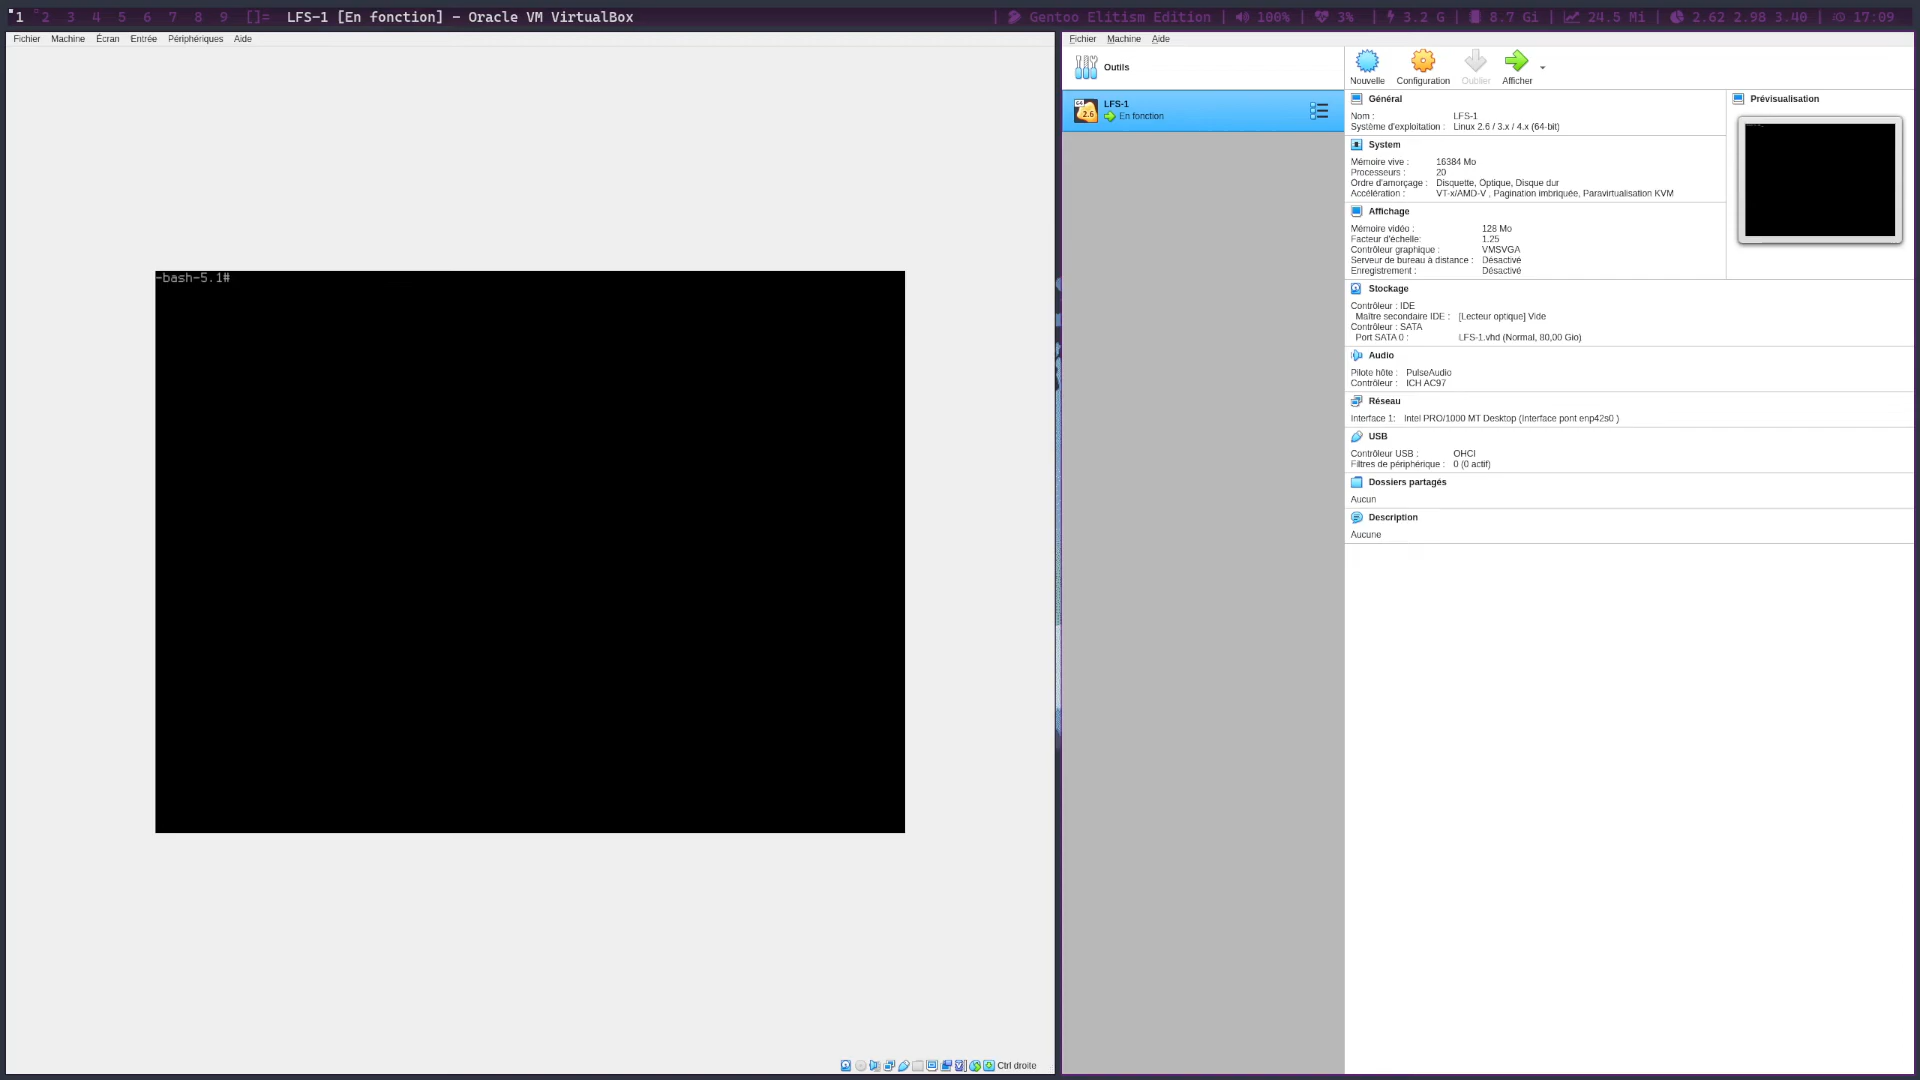 1 2 3 4 5 6 7 8 9 []= LFS-1 [En fonction] - Oracle VM VirtualBox | Gentoo Elitism Edition | 100% | 3% | 3.2 G | 8.7 Gi | 24.5 Mi | 2.62 2.98 3.40 | 17:09
Fichier Machine Écran Entrée Périphériques Aide
-bash-5.1#
Ctrl droite
Fichier Machine Aide
Outils
LFS-1
2.6
En fonction
Nouvelle Configuration Oublier Afficher
Général
Nom : LFS-1
Système d'exploitation : Linux 2.6 / 3.x / 4.x (64-bit)
System
Mémoire vive : 16384 Mo
Processeurs : 20
Ordre d'amorçage : Disquette, Optique, Disque dur
Accélération : VT-x/AMD-V , Pagination imbriquée, Paravirtualisation KVM
Affichage
Mémoire vidéo : 128 Mo
Facteur d'échelle: 1.25
Contrôleur graphique : VMSVGA
Serveur de bureau à distance : Désactivé
Enregistrement : Désactivé
Prévisualisation
Stockage
Contrôleur : IDE
Maître secondaire IDE : [Lecteur optique] Vide
Contrôleur : SATA
Port SATA 0 : LFS-1.vhd (Normal, 80,00 Gio)
Audio
Pilote hôte : PulseAudio
Contrôleur : ICH AC97
Réseau
Interface 1: Intel PRO/1000 MT Desktop (Interface pont enp42s0 )
USB
Contrôleur USB : OHCI
Filtres de périphérique : 0 (0 actif)
Dossiers partagés
Aucun
Description
Aucune